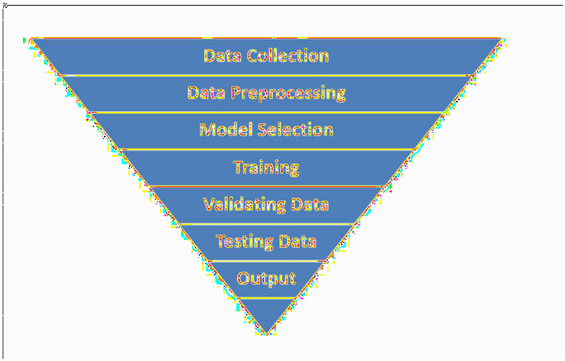 Data Collection
Data Preprocessing
Model Selection
Training
Validating Data
Testing Data
Output